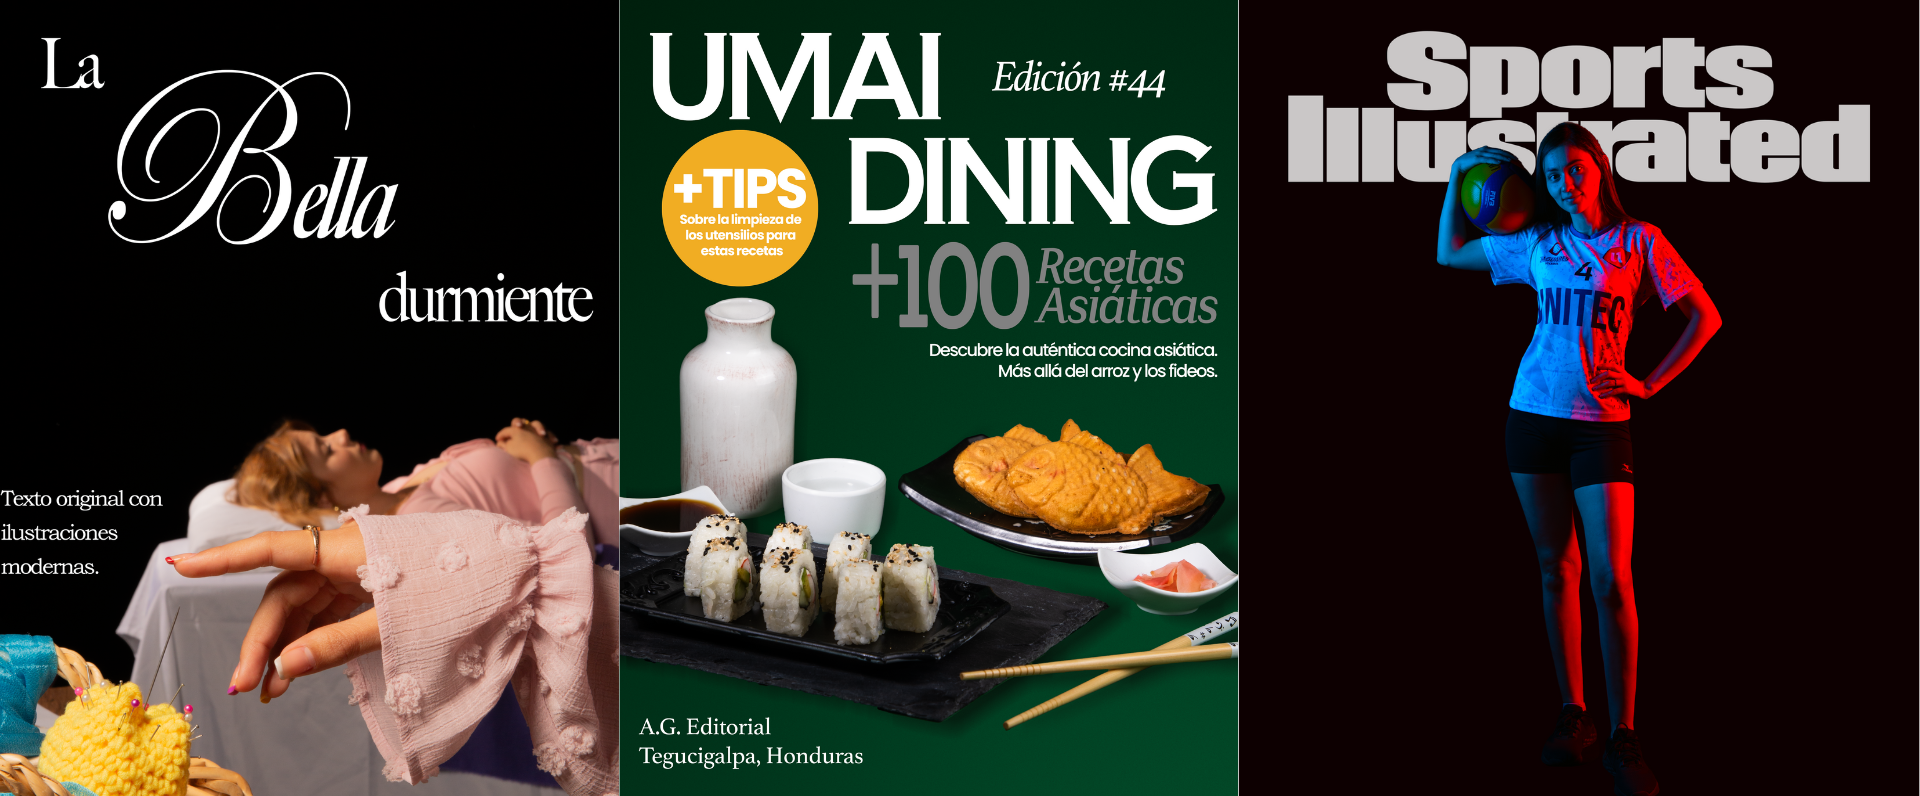 La
Bella
durmiente
Texto original con
ilustraciones
modernas.
UMAI
Edición #44
DINING
+TIPS
Sobre la limpieza de
los utensilios para
estas recetas
+100 Recetas
Asiáticas
Descubre la auténtica cocina asiática.
Más allá del arroz y los fideos.
A.G. Editorial
Tegucigalpa, Honduras
Sports
Illustrated
4
UNITEC